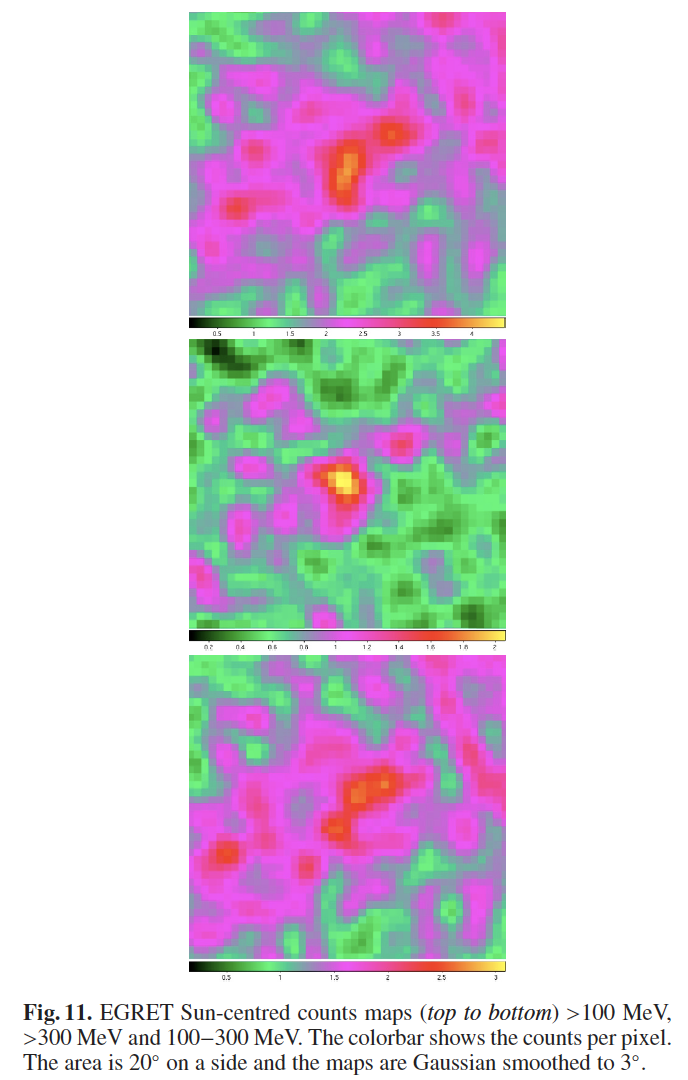 0.5 1 1.5 2 2.5 3 3.5 4
0.2 0.4 0.6 0.8 1 1.2 1.4 1.6 1.8 2
0.5 1 1.5 2 2.5 3
Fig. 11. EGRET Sun-centred counts maps (top to bottom) >100 MeV,
>300 MeV and 100–300 MeV. The colorbar shows the counts per pixel.
The area is 20° on a side and the maps are Gaussian smoothed to 3°.